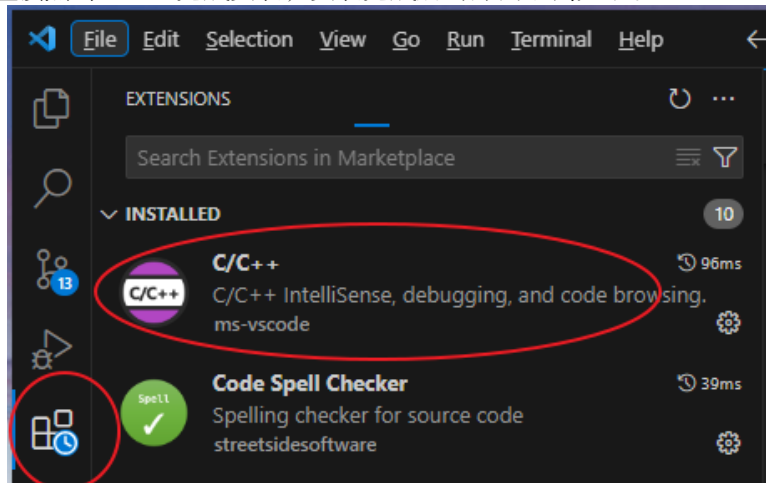 File Edit Selection View Go Run Terminal Help
EXTENSIONS
Search Extensions in Marketplace
INSTALLED 10
C/C++ 96ms
C/C++ C/C++ IntelliSense, debugging, and code browsing.
ms-vscode
13
Code Spell Checker 39ms
Spell Spelling checker for source code
streetsidesoftware